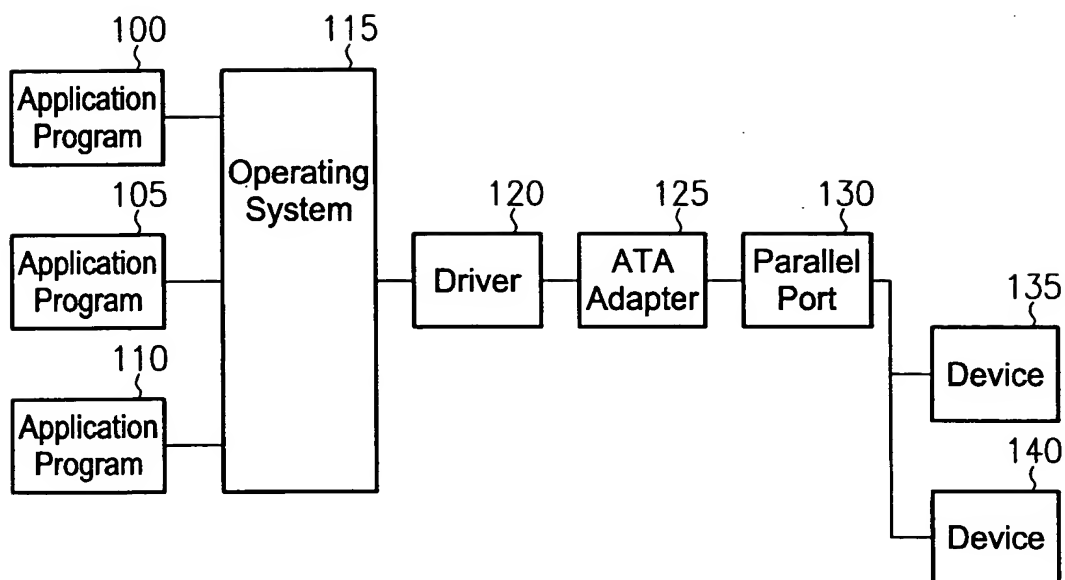 100
Application
Program
105
Application
Program
110
Application
Program
115
Operating
System
120
Driver
125
ATA
Adapter
130
Parallel
Port
135
Device
140
Device